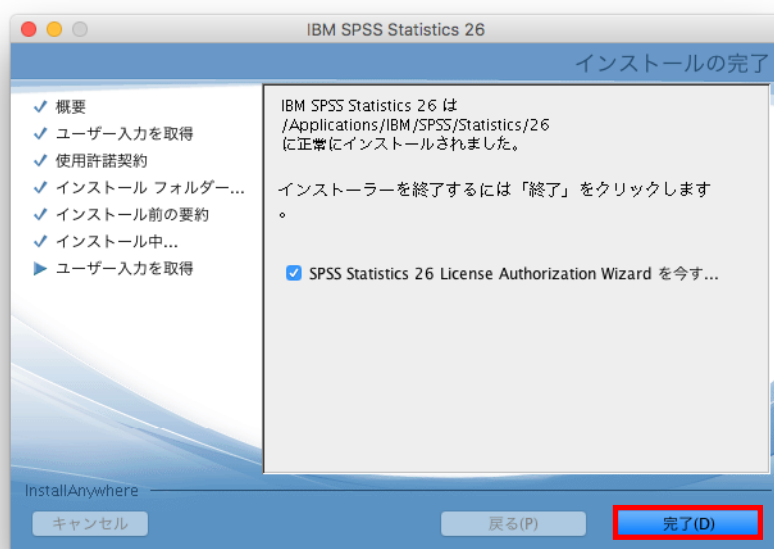 IBM SPSS Statistics 26
インストールの完了
概要
ユーザー入力を取得
使用許諾契約
インストール フォルダー...
インストール前の要約
インストール中...
ユーザー入力を取得
IBM SPSS Statistics 26 は
/Applications/IBM/SPSS/Statistics/26
に正常にインストールされました。
インストーラーを終了するには「終了」をクリックします
。
SPSS Statistics 26 License Authorization Wizard を今す...
InstallAnywhere
キャンセル
戻る(P)
完了(D)